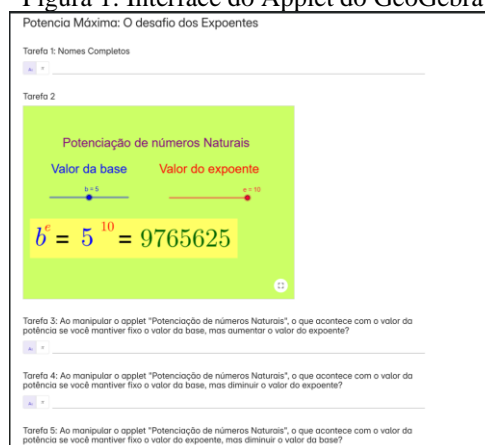 Figura 1: Interface do Applet do GeoGebra
Potencia Máxima: O desafio dos Expoentes
Tarefa 1: Nomes Completos
Tarefa 2
Potenciação de números Naturais
Valor da base Valor do expoente
b = 5 e = 10
b^e = 5^10 = 9765625
Tarefa 3: Ao manipular o applet "Potenciação de números Naturais", o que acontece com o valor da
potência se você mantiver fixo o valor da base, mas aumentar o valor do expoente?
Tarefa 4: Ao manipular o applet "Potenciação de números Naturais", o que acontece com o valor da
potência se você mantiver fixo o valor da base, mas diminuir o valor do expoente?
Tarefa 5: Ao manipular o applet "Potenciação de números Naturais", o que acontece com o valor da
potência se você mantiver fixo o valor do expoente, mas diminuir o valor da base?